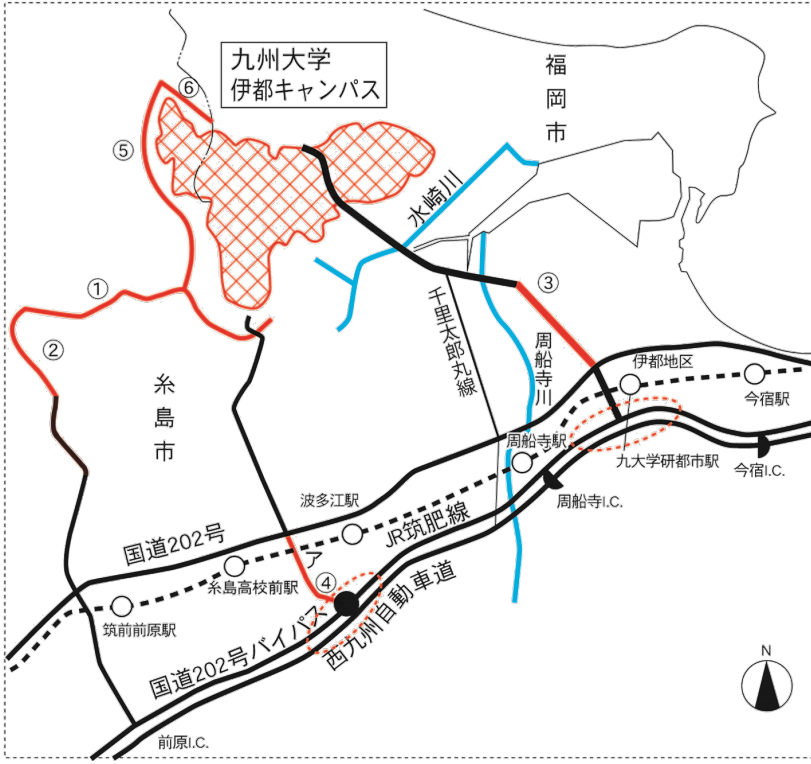 九州大学
伊都キャンパス
福岡市
⑥
⑤
水崎川
①
③
②
千里太郎丸線
周船寺川
伊都地区
糸島市
今宿駅
周船寺駅
九大学研都市駅
今宿I.C.
波多江駅
周船寺I.C.
国道202号
JR筑肥線
ア
糸島高校前駅
④
筑前前原駅
国道202号バイパス
西九州自動車道
前原I.C.
N